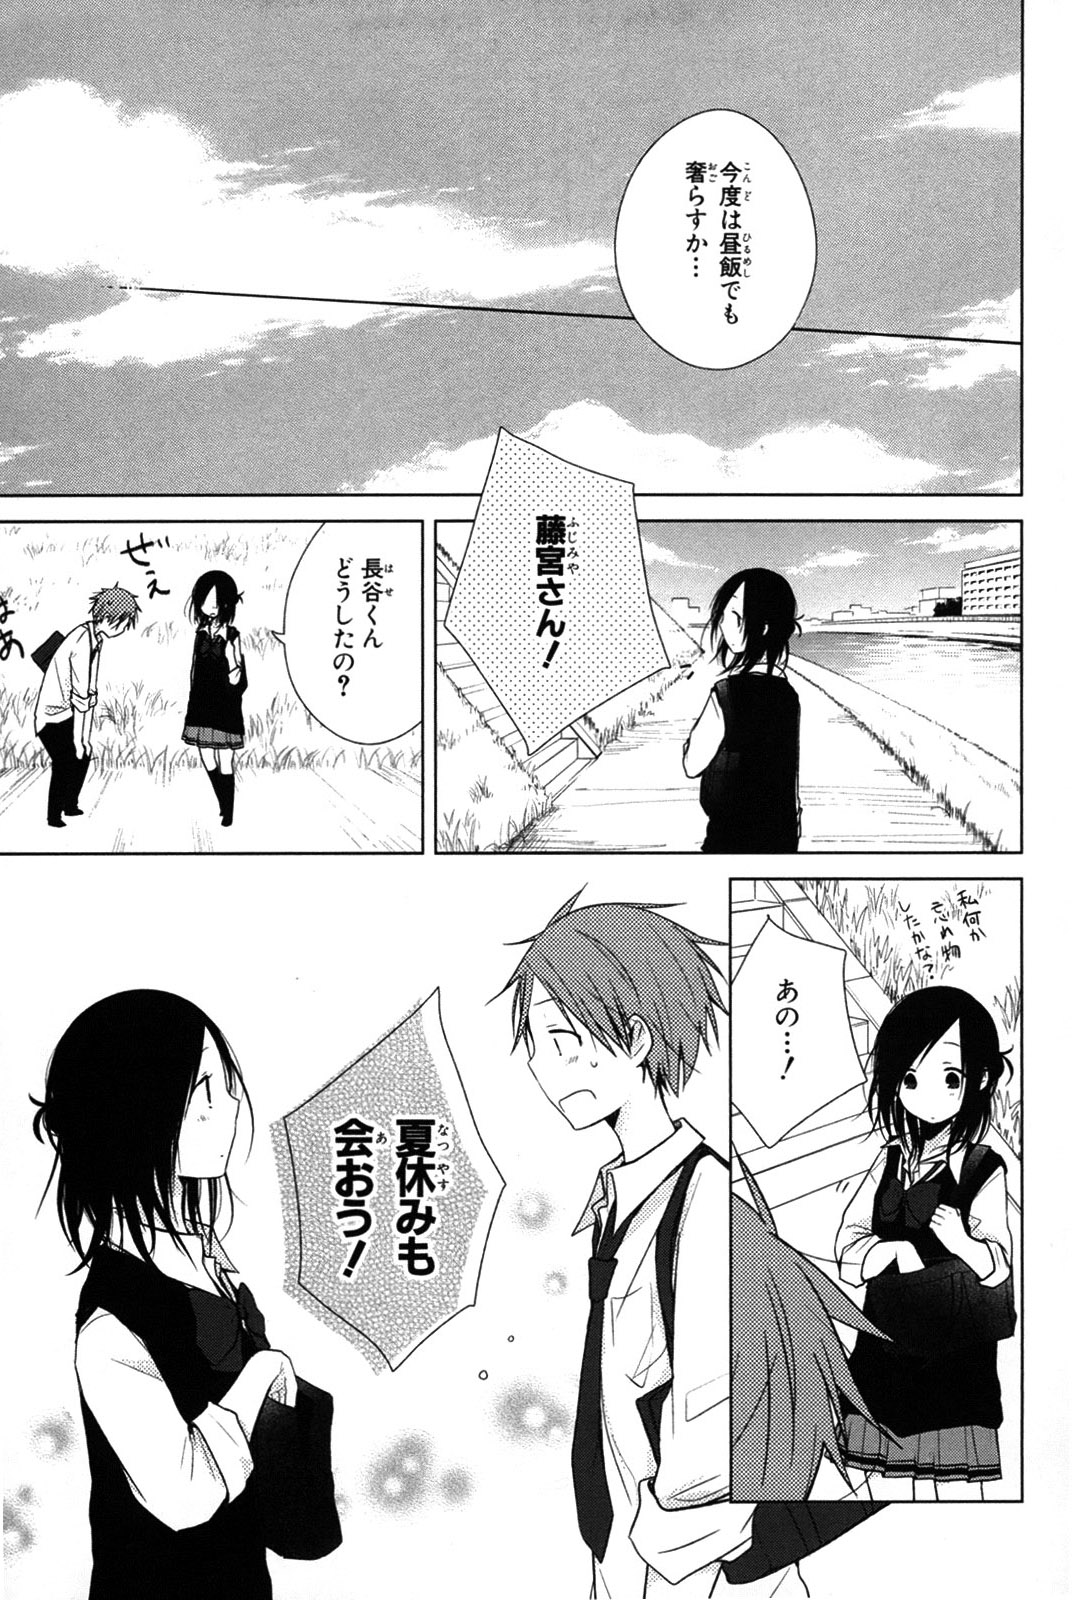 今度は昼飯でも
奢らすか…
藤宮さん!
長谷くん
どうしたの?
ぜぇ
はぁ
私何か
忘れ物
したかな?
あの…!
夏休みも
会おう!